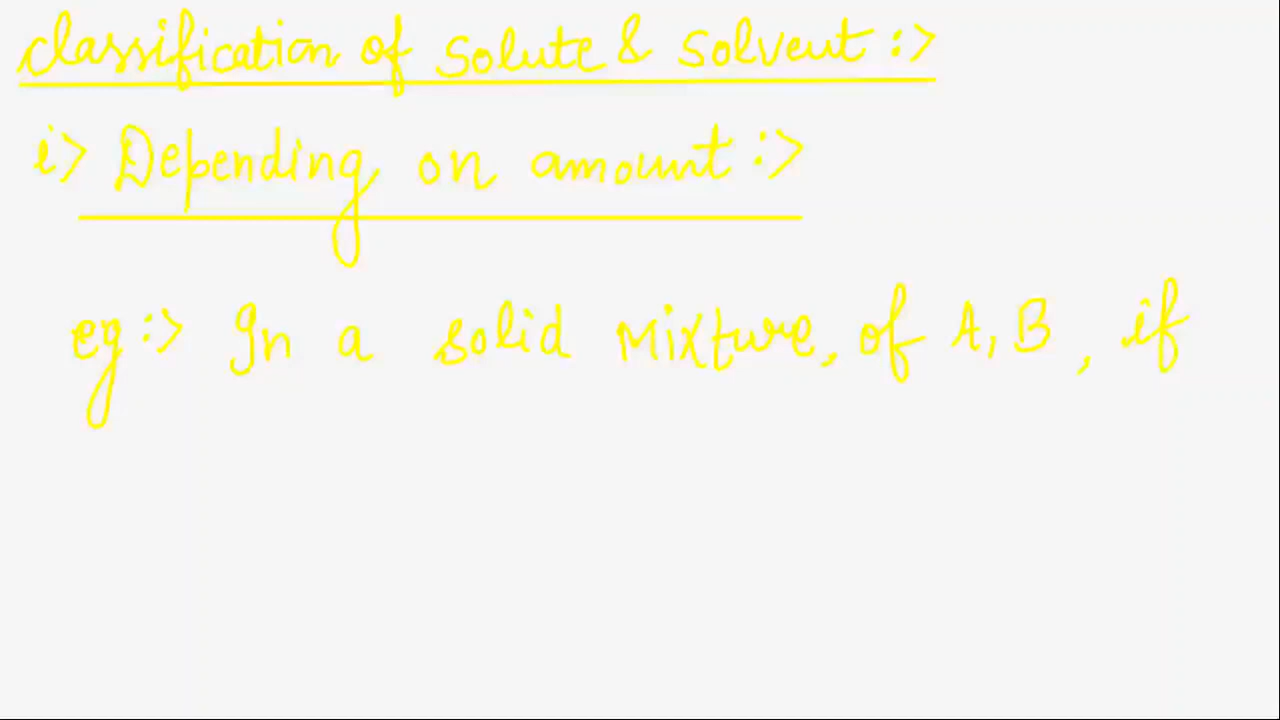 Classification of Solute & Solvent :>
i> Depending on amount :>
eg :> In a solid Mixture, of A, B, if